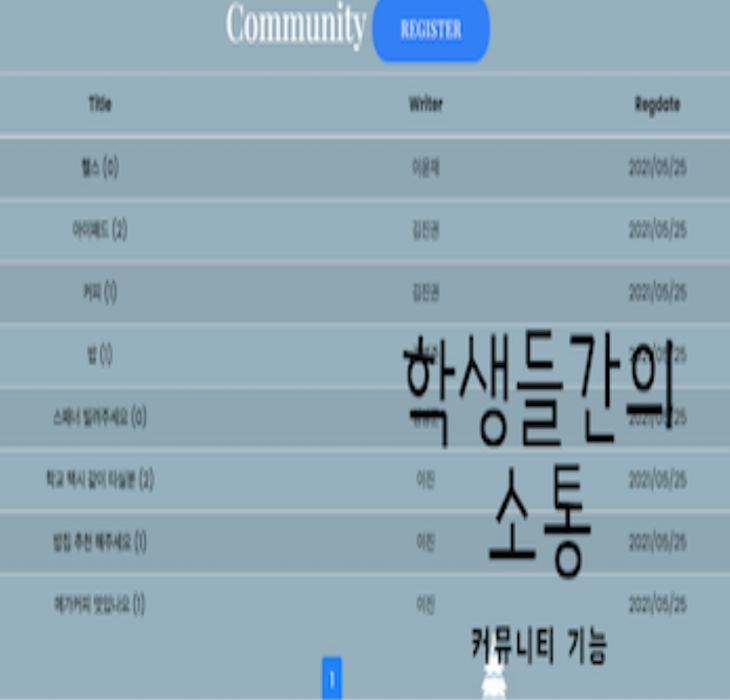 Community REGISTER
Title Writer Regdate
헬스 (0) 이윤재 2021/05/25
아이패드 (2) 김진권 2021/05/25
커피 (1) 김진권 2021/05/25
밥 (1)
학생들간의
스패너 빌려주세요 (0)
학교 택시 같이 타실분 (2) 이진 2021/05/25
소통
밥집 추천 해주세요 (1) 이진 2021/05/25
메가커피 맛있나요 (1) 이진 2021/05/25
커뮤니티 기능
1